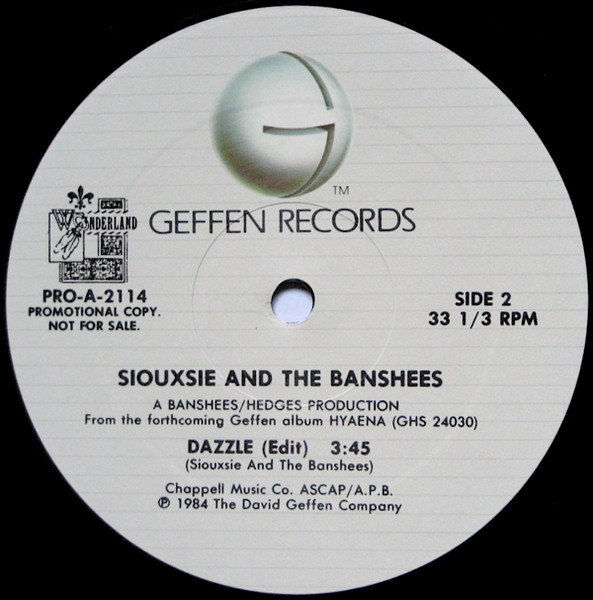 G
TM
GEFFEN RECORDS
WONDERLAND
PRO-A-2114
PROMOTIONAL COPY.
NOT FOR SALE.
SIDE 2
33 1/3 RPM
SIOUXSIE AND THE BANSHEES
A BANSHEES/HEDGES PRODUCTION
From the forthcoming Geffen album HYAENA (GHS 24030)
DAZZLE (Edit) 3:45
(Siouxsie And The Banshees)
Chappell Music Co. ASCAP/A.P.B.
℗ 1984 The David Geffen Company